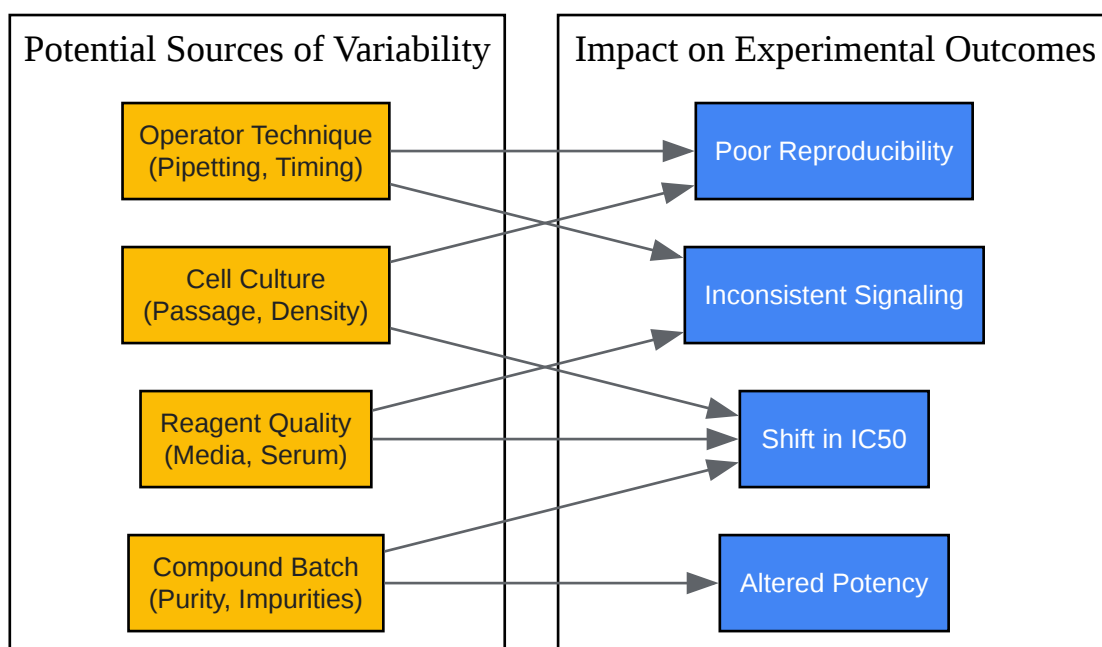 Potential Sources of Variability
Operator Technique
(Pipetting, Timing)
Cell Culture
(Passage, Density)
Reagent Quality
(Media, Serum)
Compound Batch
(Purity, Impurities)
Impact on Experimental Outcomes
Poor Reproducibility
Inconsistent Signaling
Shift in IC50
Altered Potency